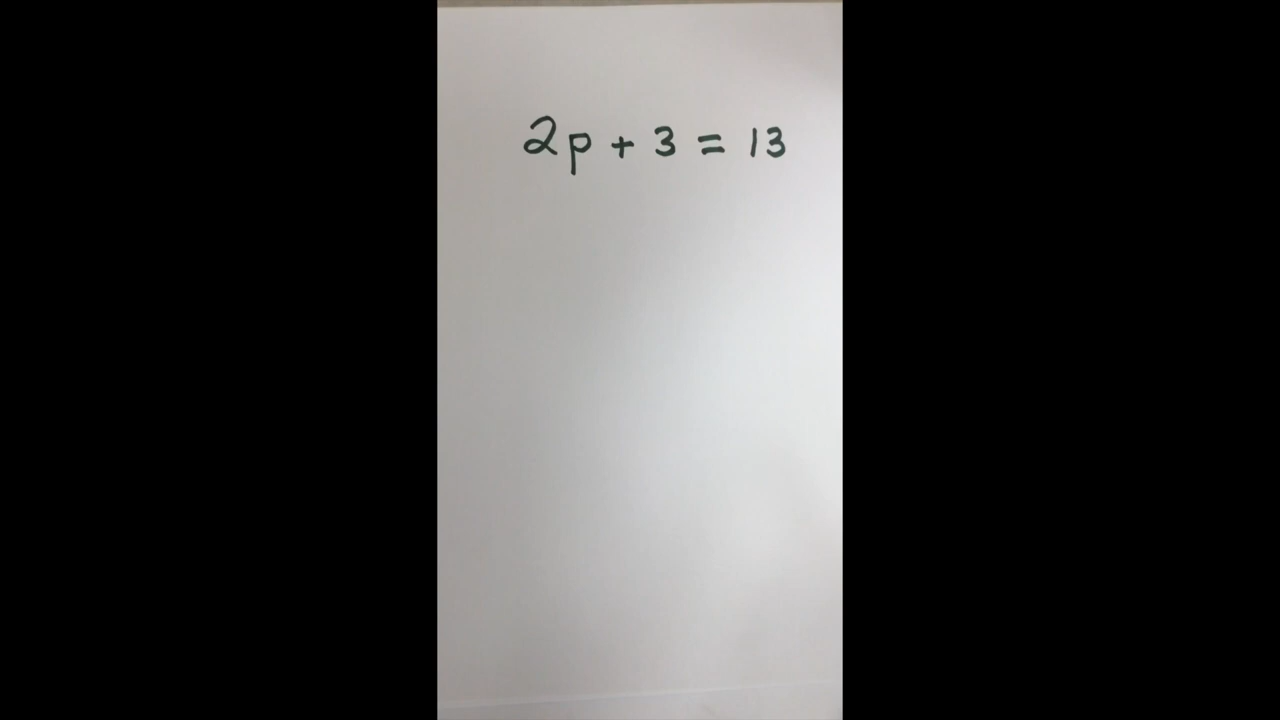 2p + 3 = 13